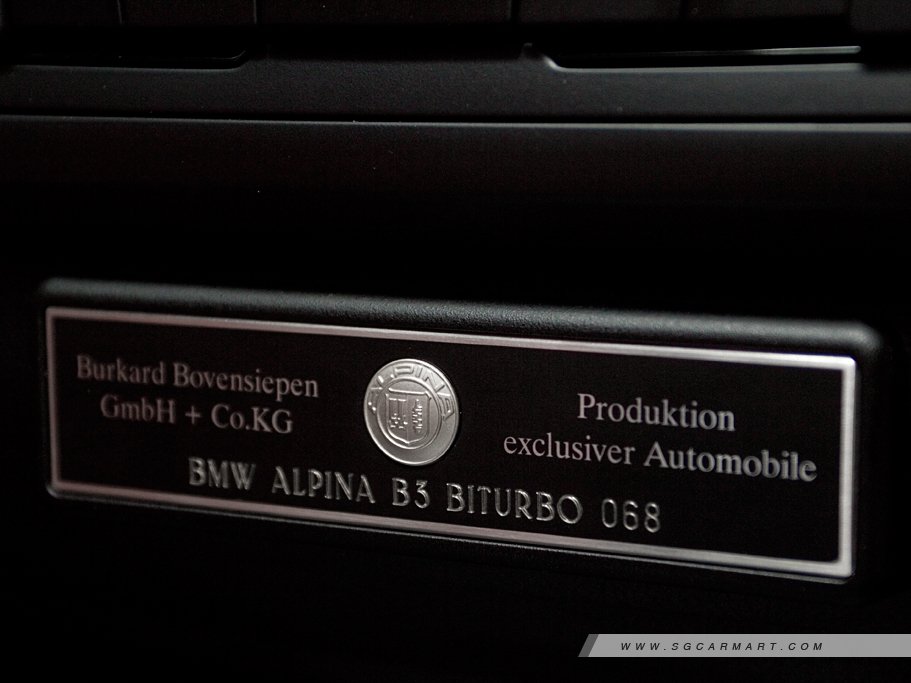 Burkard Bovensiepen
GmbH + Co.KG
ALPINA
Produktion
exclusiver Automobile
BMW ALPINA B3 BITURBO 068
WWW.SGCARMART.COM